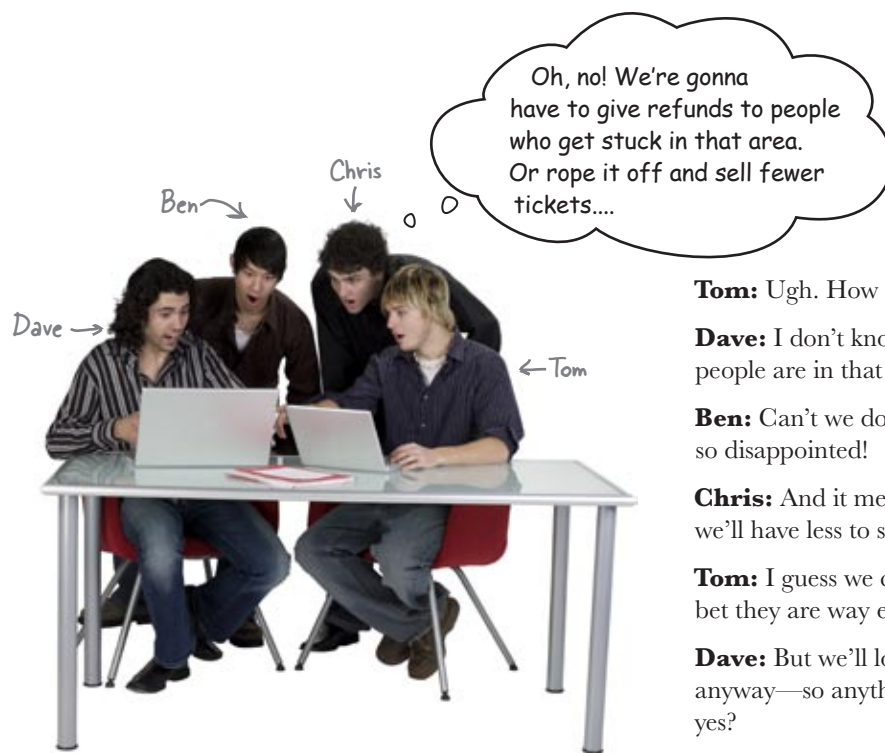 Oh, no! We're gonna
have to give refunds to people
who get stuck in that area.
Or rope it off and sell fewer
tickets....
Chris
Ben
Dave
Tom
Tom: Ugh. How
Dave: I don't kno
people are in that
Ben: Can't we do
so disappointed!
Chris: And it me
we'll have less to s
Tom: I guess we c
bet they are way e
Dave: But we'll lo
anyway—so anyth
yes?